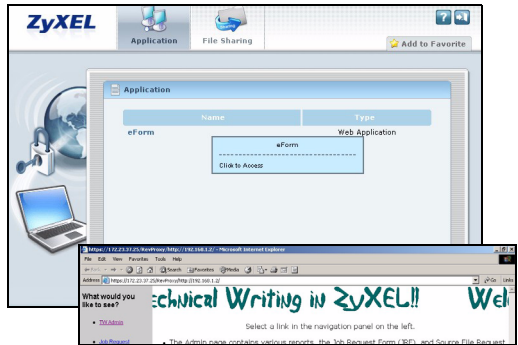 ZyXEL
Application
File Sharing
Add to Favorite
Application
Name Type
eForm Web Application
eForm
Click to Access
https://172.23.37.25/RevProxy/http://192.168.1.2/ - Microsoft Internet Explorer
File Edit View Favorites Tools Help
Search Favorites Media
Address https://172.23.37.25/RevProxy/http://192.168.1.2/ Go Links
What would you
like to see?
TW Admin
Job Request
echnical Writing in ZyXEL!! Wel
Select a link in the navigation panel on the left.
The Admin page contains various reports, the Job Request Form (JRF), and Source File Request